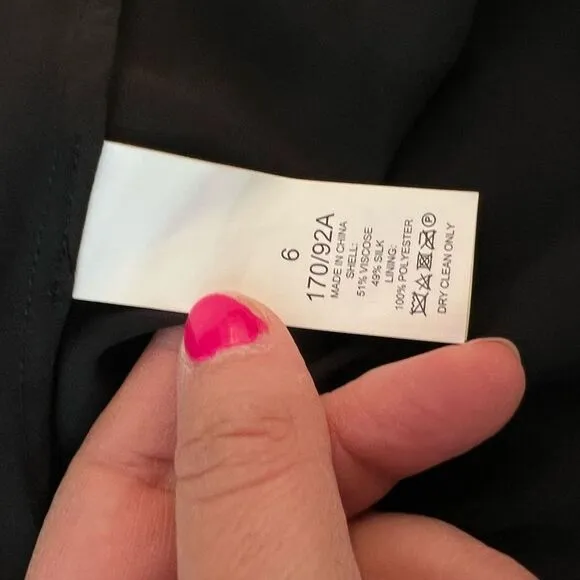 6
170/92A
MADE IN CHINA
SHELL:
51% VISCOSE
49% SILK
LINING:
100% POLYESTER
P
DRY CLEAN ONLY